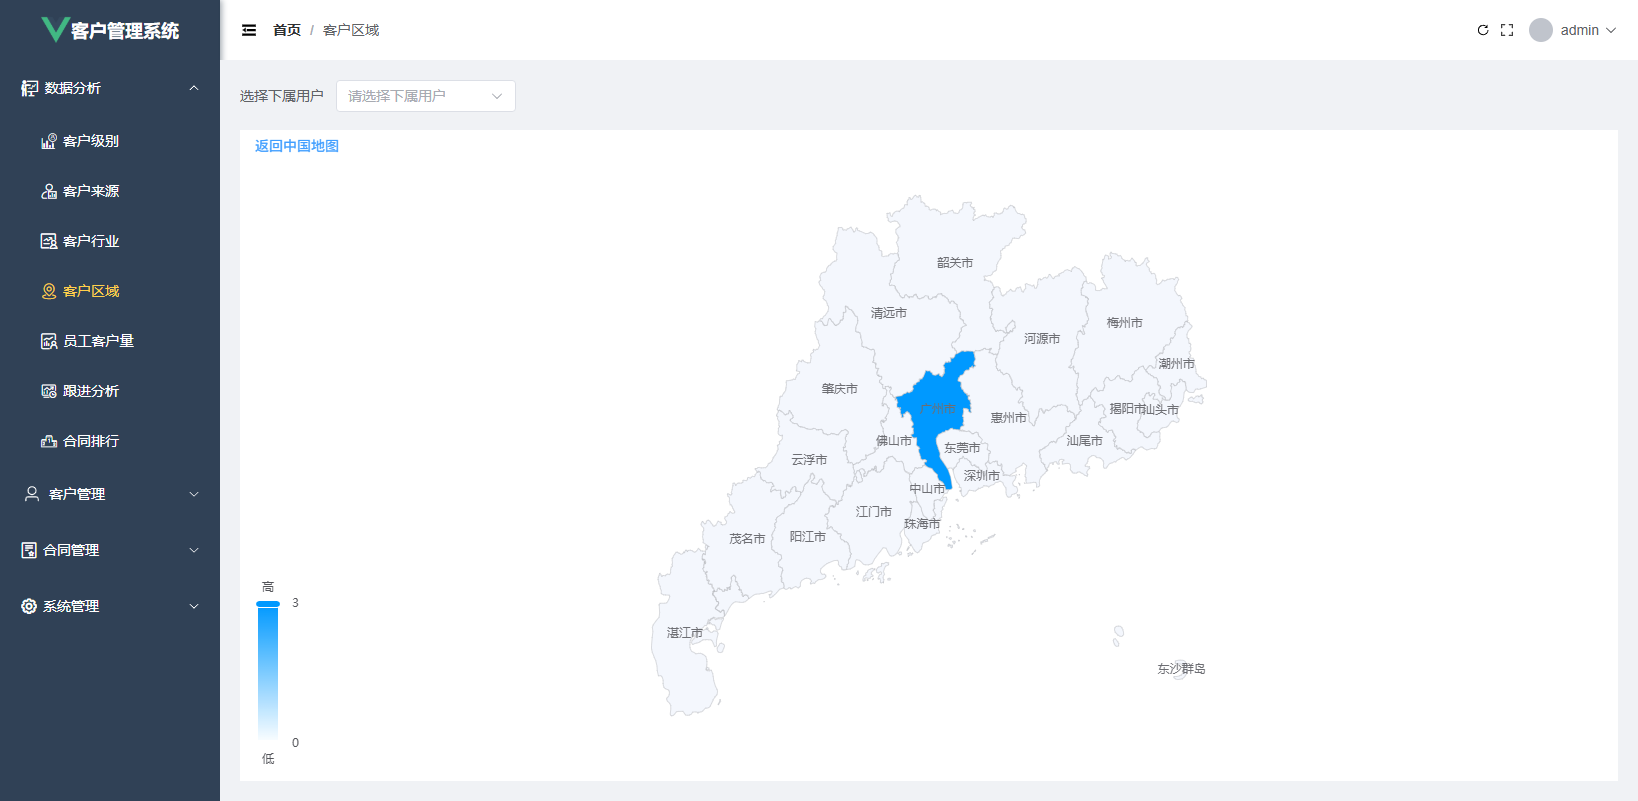 客户管理系统
首页 / 客户区域
admin
数据分析
客户级别
客户来源
客户行业
客户区域
员工客户量
跟进分析
合同排行
客户管理
合同管理
系统管理
选择下属用户 请选择下属用户
返回中国地图
韶关市
清远市
梅州市
河源市
潮州市
肇庆市
广州市
揭阳市
汕头市
惠州市
佛山市
汕尾市
东莞市
云浮市
深圳市
中山市
江门市
珠海市
阳江市
茂名市
湛江市
东沙群岛
高
3
0
低